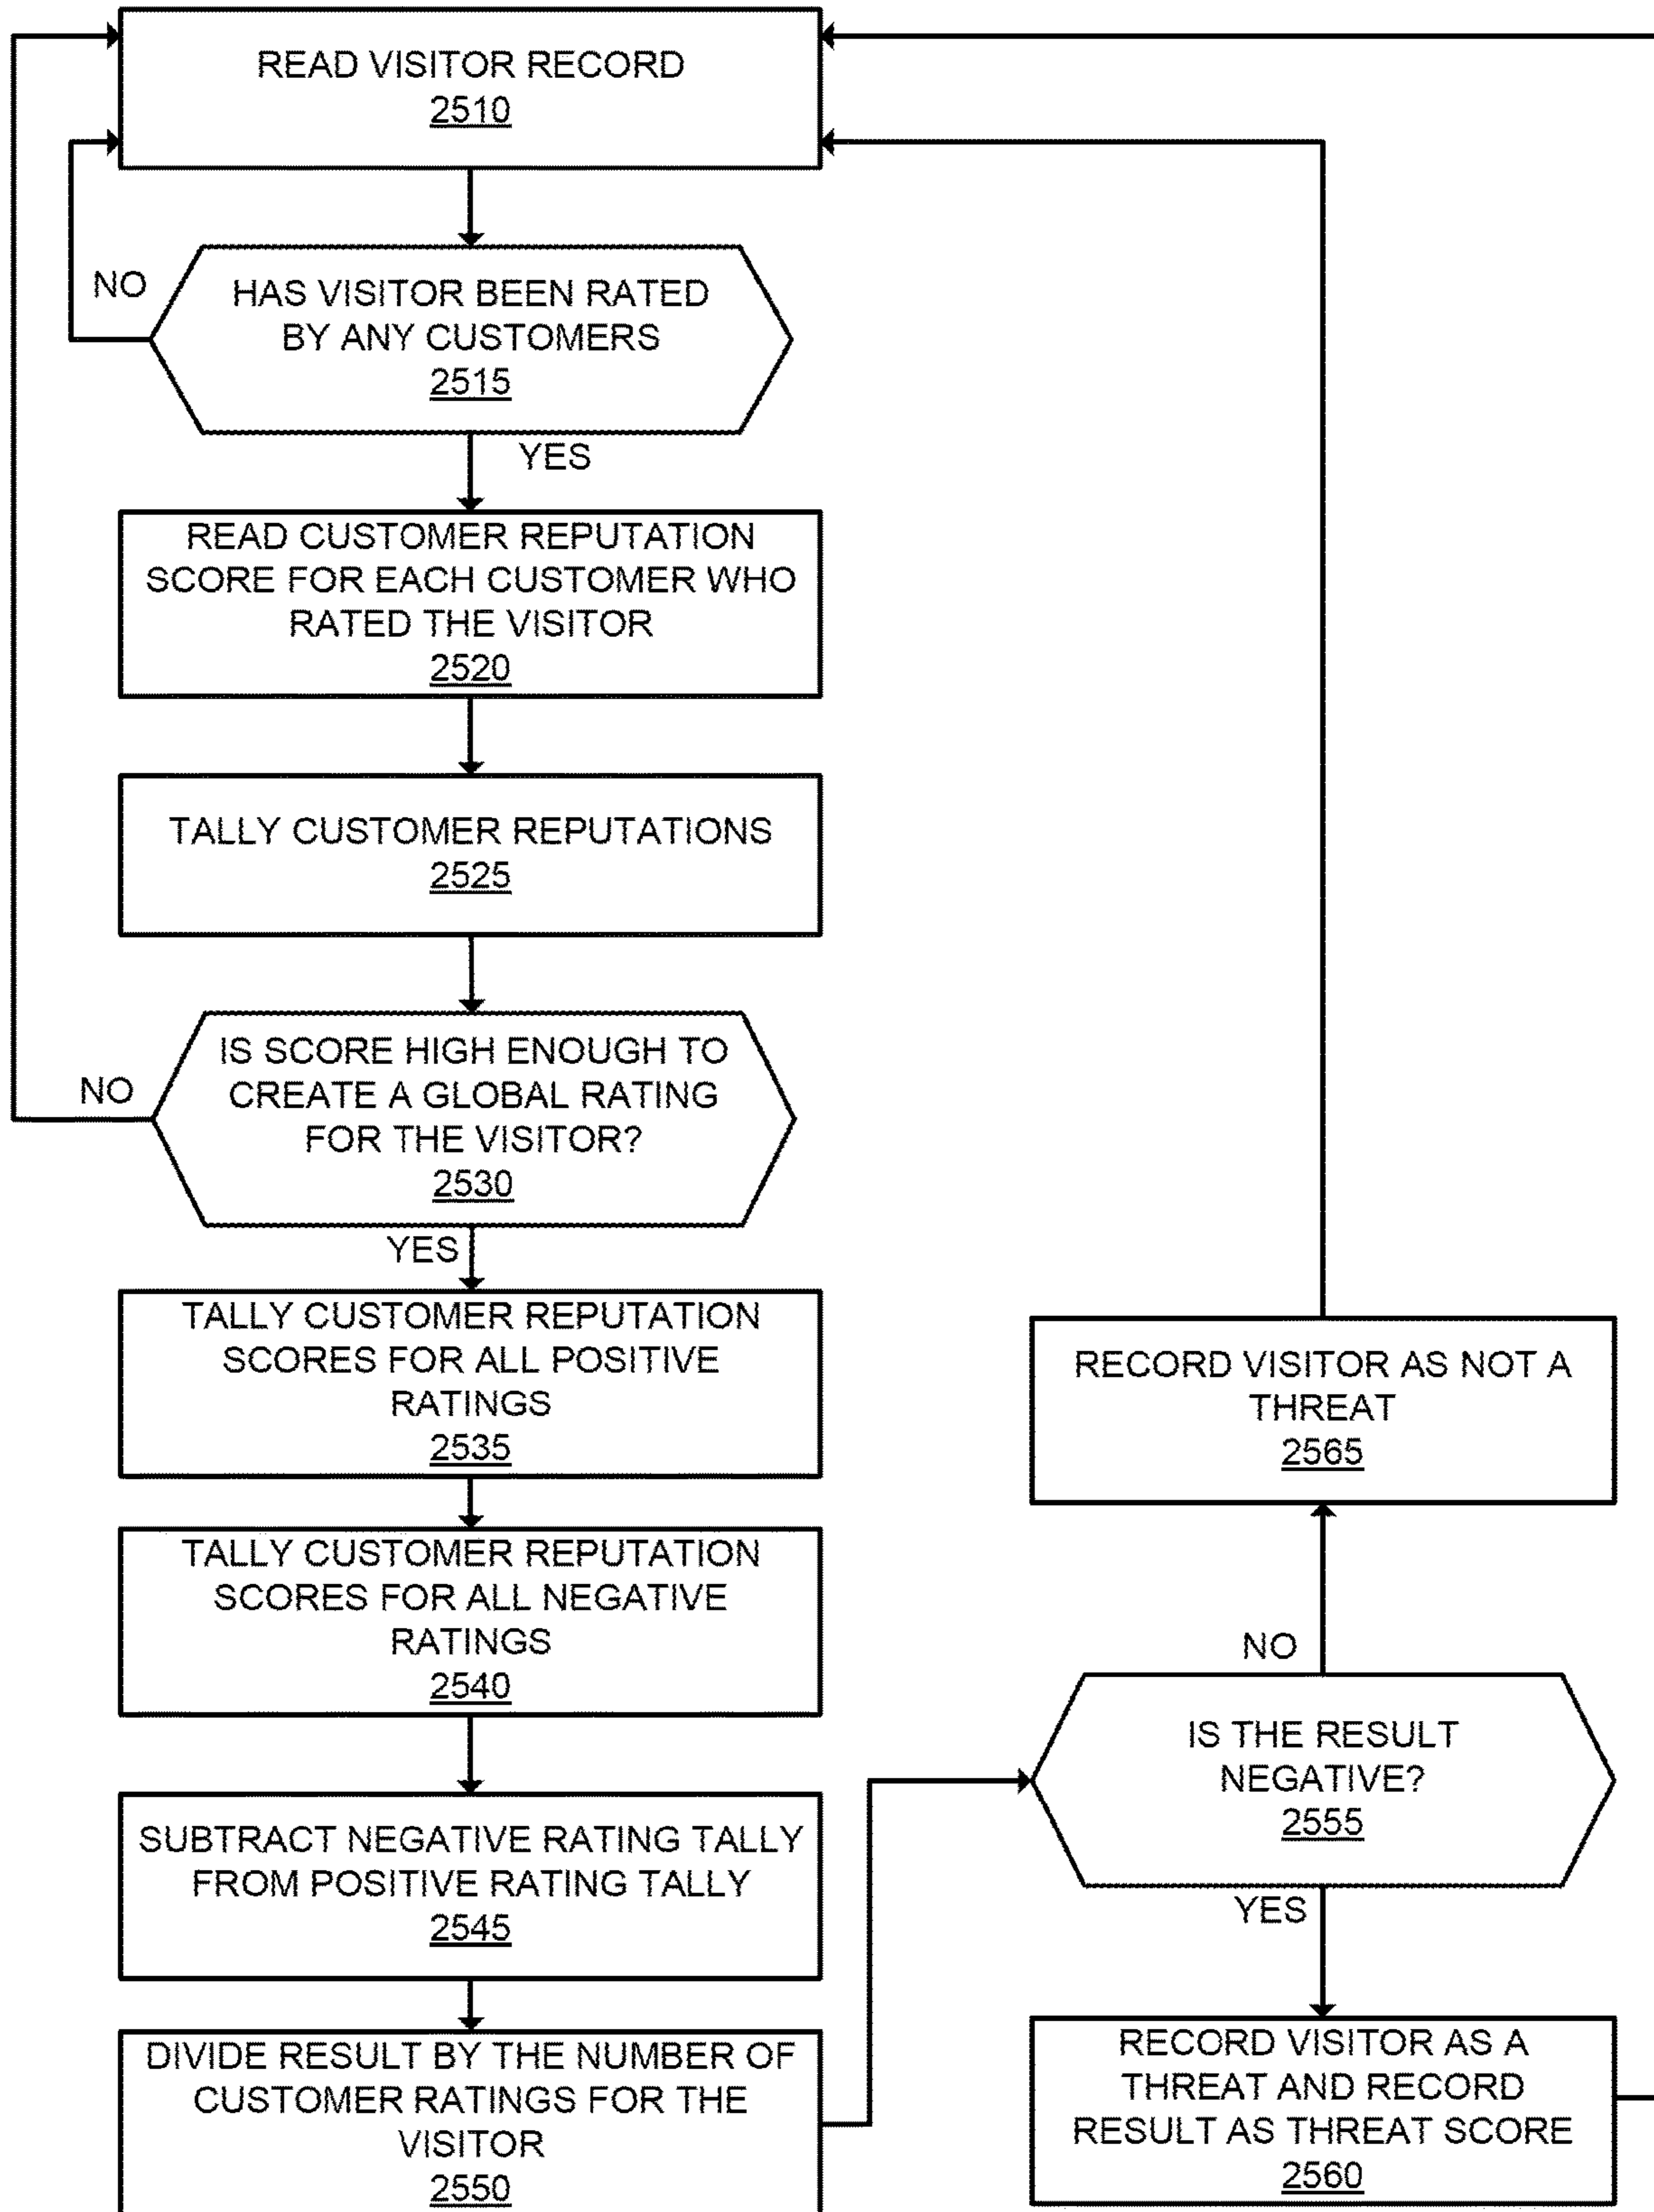 READ VISITOR RECORD
2510
NO
HAS VISITOR BEEN RATED
BY ANY CUSTOMERS
2515
YES
READ CUSTOMER REPUTATION
SCORE FOR EACH CUSTOMER WHO
RATED THE VISITOR
2520
TALLY CUSTOMER REPUTATIONS
2525
IS SCORE HIGH ENOUGH TO
CREATE A GLOBAL RATING
FOR THE VISITOR?
2530
NO
YES
TALLY CUSTOMER REPUTATION
SCORES FOR ALL POSITIVE
RATINGS
2535
TALLY CUSTOMER REPUTATION
SCORES FOR ALL NEGATIVE
RATINGS
2540
SUBTRACT NEGATIVE RATING TALLY
FROM POSITIVE RATING TALLY
2545
DIVIDE RESULT BY THE NUMBER OF
CUSTOMER RATINGS FOR THE
VISITOR
2550
RECORD VISITOR AS NOT A
THREAT
2565
NO
IS THE RESULT
NEGATIVE?
2555
YES
RECORD VISITOR AS A
THREAT AND RECORD
RESULT AS THREAT SCORE
2560